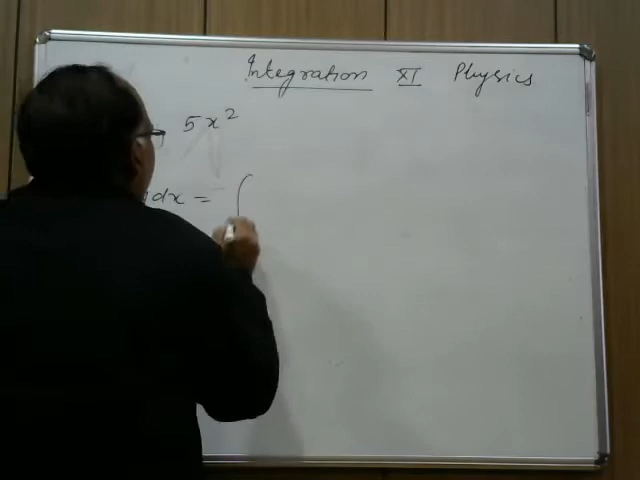 Integration XI Physics
5x²
dx = ∫